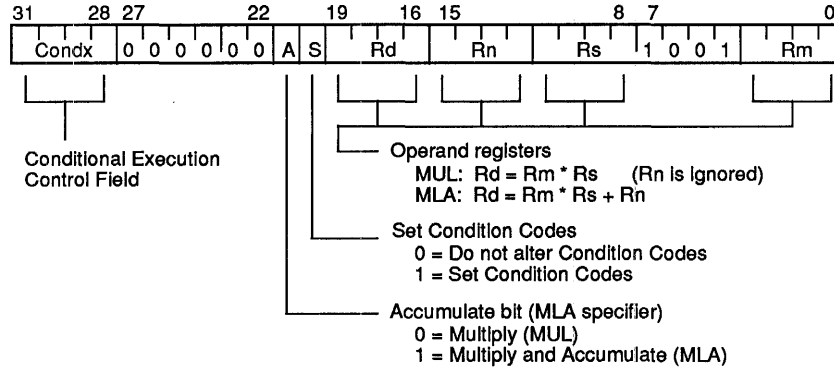 31 28 27 22 19 16 15 8 7 0
Condx 0 0 0 0 0 0 A S Rd Rn Rs 1 0 0 1 Rm
Conditional Execution
Control Field
Operand registers
MUL: Rd = Rm * Rs (Rn is ignored)
MLA: Rd = Rm * Rs + Rn
Set Condition Codes
0 = Do not alter Condition Codes
1 = Set Condition Codes
Accumulate bit (MLA specifier)
0 = Multiply (MUL)
1 = Multiply and Accumulate (MLA)